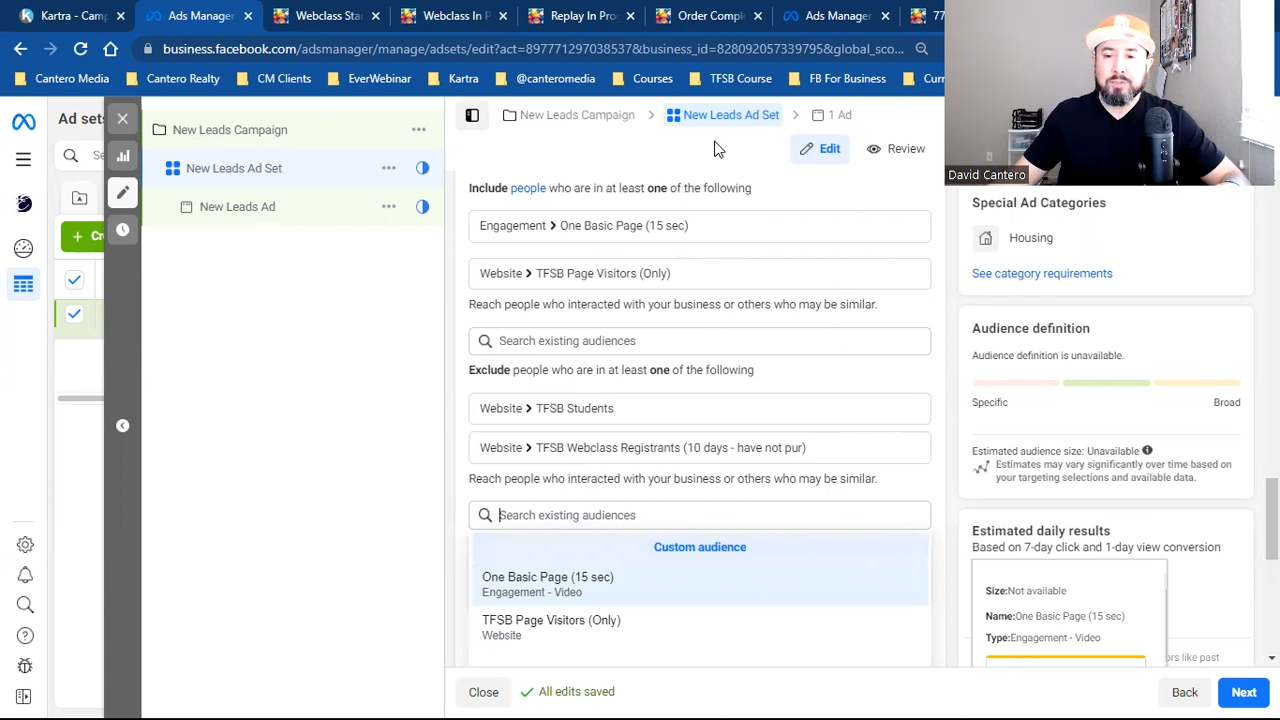 Kartra - Camp
Ads Manager
Webclass Sta
Webclass In P
Replay In Pro
Order Comple
Ads Manager
77
business.facebook.com/adsmanager/manage/adsets/edit?act=897771297038537&business_id=828092057339795&global_sco...
Cantero Media
Cantero Realty
CM Clients
EverWebinar
Kartra
@canteromedia
Courses
TFSB Course
FB For Business
Curr
David Cantero
Ad sets
Se
Cr
New Leads Campaign
New Leads Ad Set
New Leads Ad
New Leads Campaign
New Leads Ad Set
1 Ad
Edit
Review
Include people who are in at least one of the following
Engagement > One Basic Page (15 sec)
Website > TFSB Page Visitors (Only)
Reach people who interacted with your business or others who may be similar.
Search existing audiences
Exclude people who are in at least one of the following
Website > TFSB Students
Website > TFSB Webclass Registrants (10 days - have not pur)
Reach people who interacted with your business or others who may be similar.
Search existing audiences
Custom audience
One Basic Page (15 sec)
Engagement - Video
TFSB Page Visitors (Only)
Website
Close
All edits saved
Back
Next
Special Ad Categories
Housing
See category requirements
Audience definition
Audience definition is unavailable.
Specific
Broad
Estimated audience size: Unavailable
Estimates may vary significantly over time based on
your targeting selections and available data.
Estimated daily results
Based on 7-day click and 1-day view conversion
Size:Not available
Name:One Basic Page (15 sec)
Type:Engagement - Video
ors like past